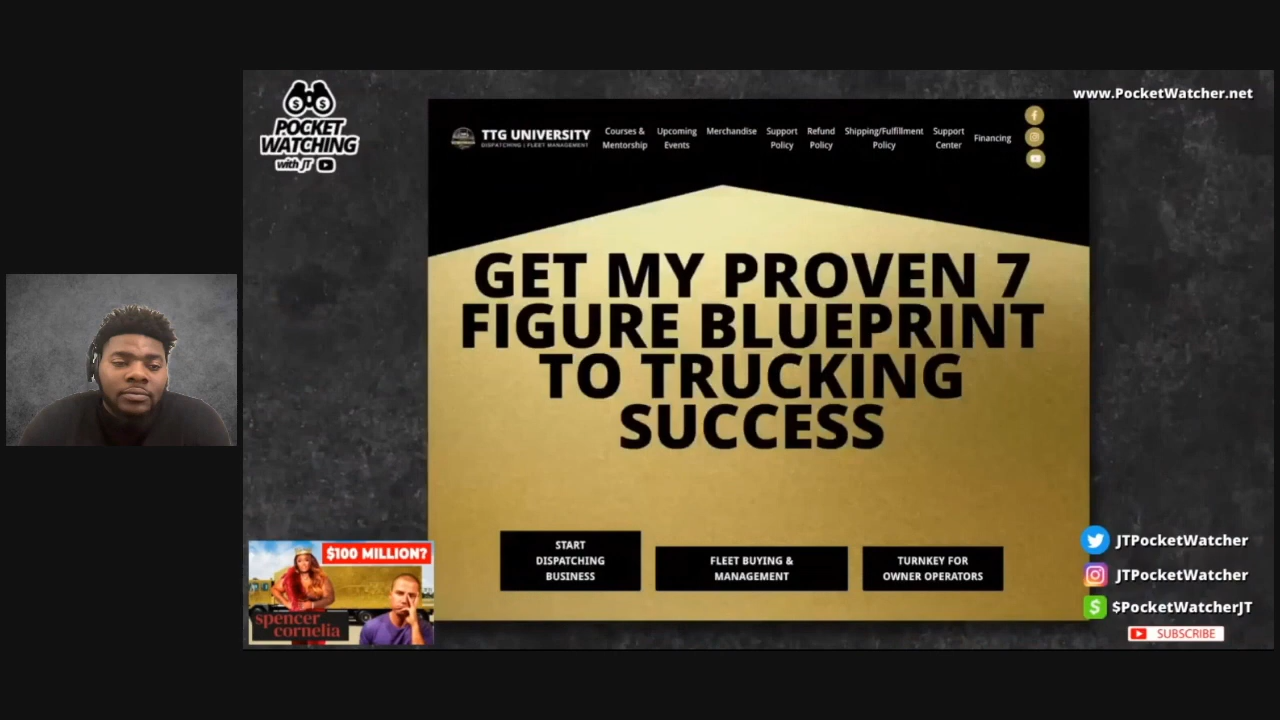 www.PocketWatcher.net
POCKET
WATCHING
with JT
TTG UNIVERSITY
DISPATCHING | FLEET MANAGEMENT
Courses &
Mentorship
Upcoming
Events
Merchandise
Support
Policy
Refund
Policy
Shipping/Fulfillment
Policy
Support
Center
Financing
GET MY PROVEN 7
FIGURE BLUEPRINT
TO TRUCKING
SUCCESS
START
DISPATCHING
BUSINESS
FLEET BUYING &
MANAGEMENT
TURNKEY FOR
OWNER OPERATORS
$100 MILLION?
spencer
cornelia
JTPocketWatcher
JTPocketWatcher
$PocketWatcherJT
SUBSCRIBE